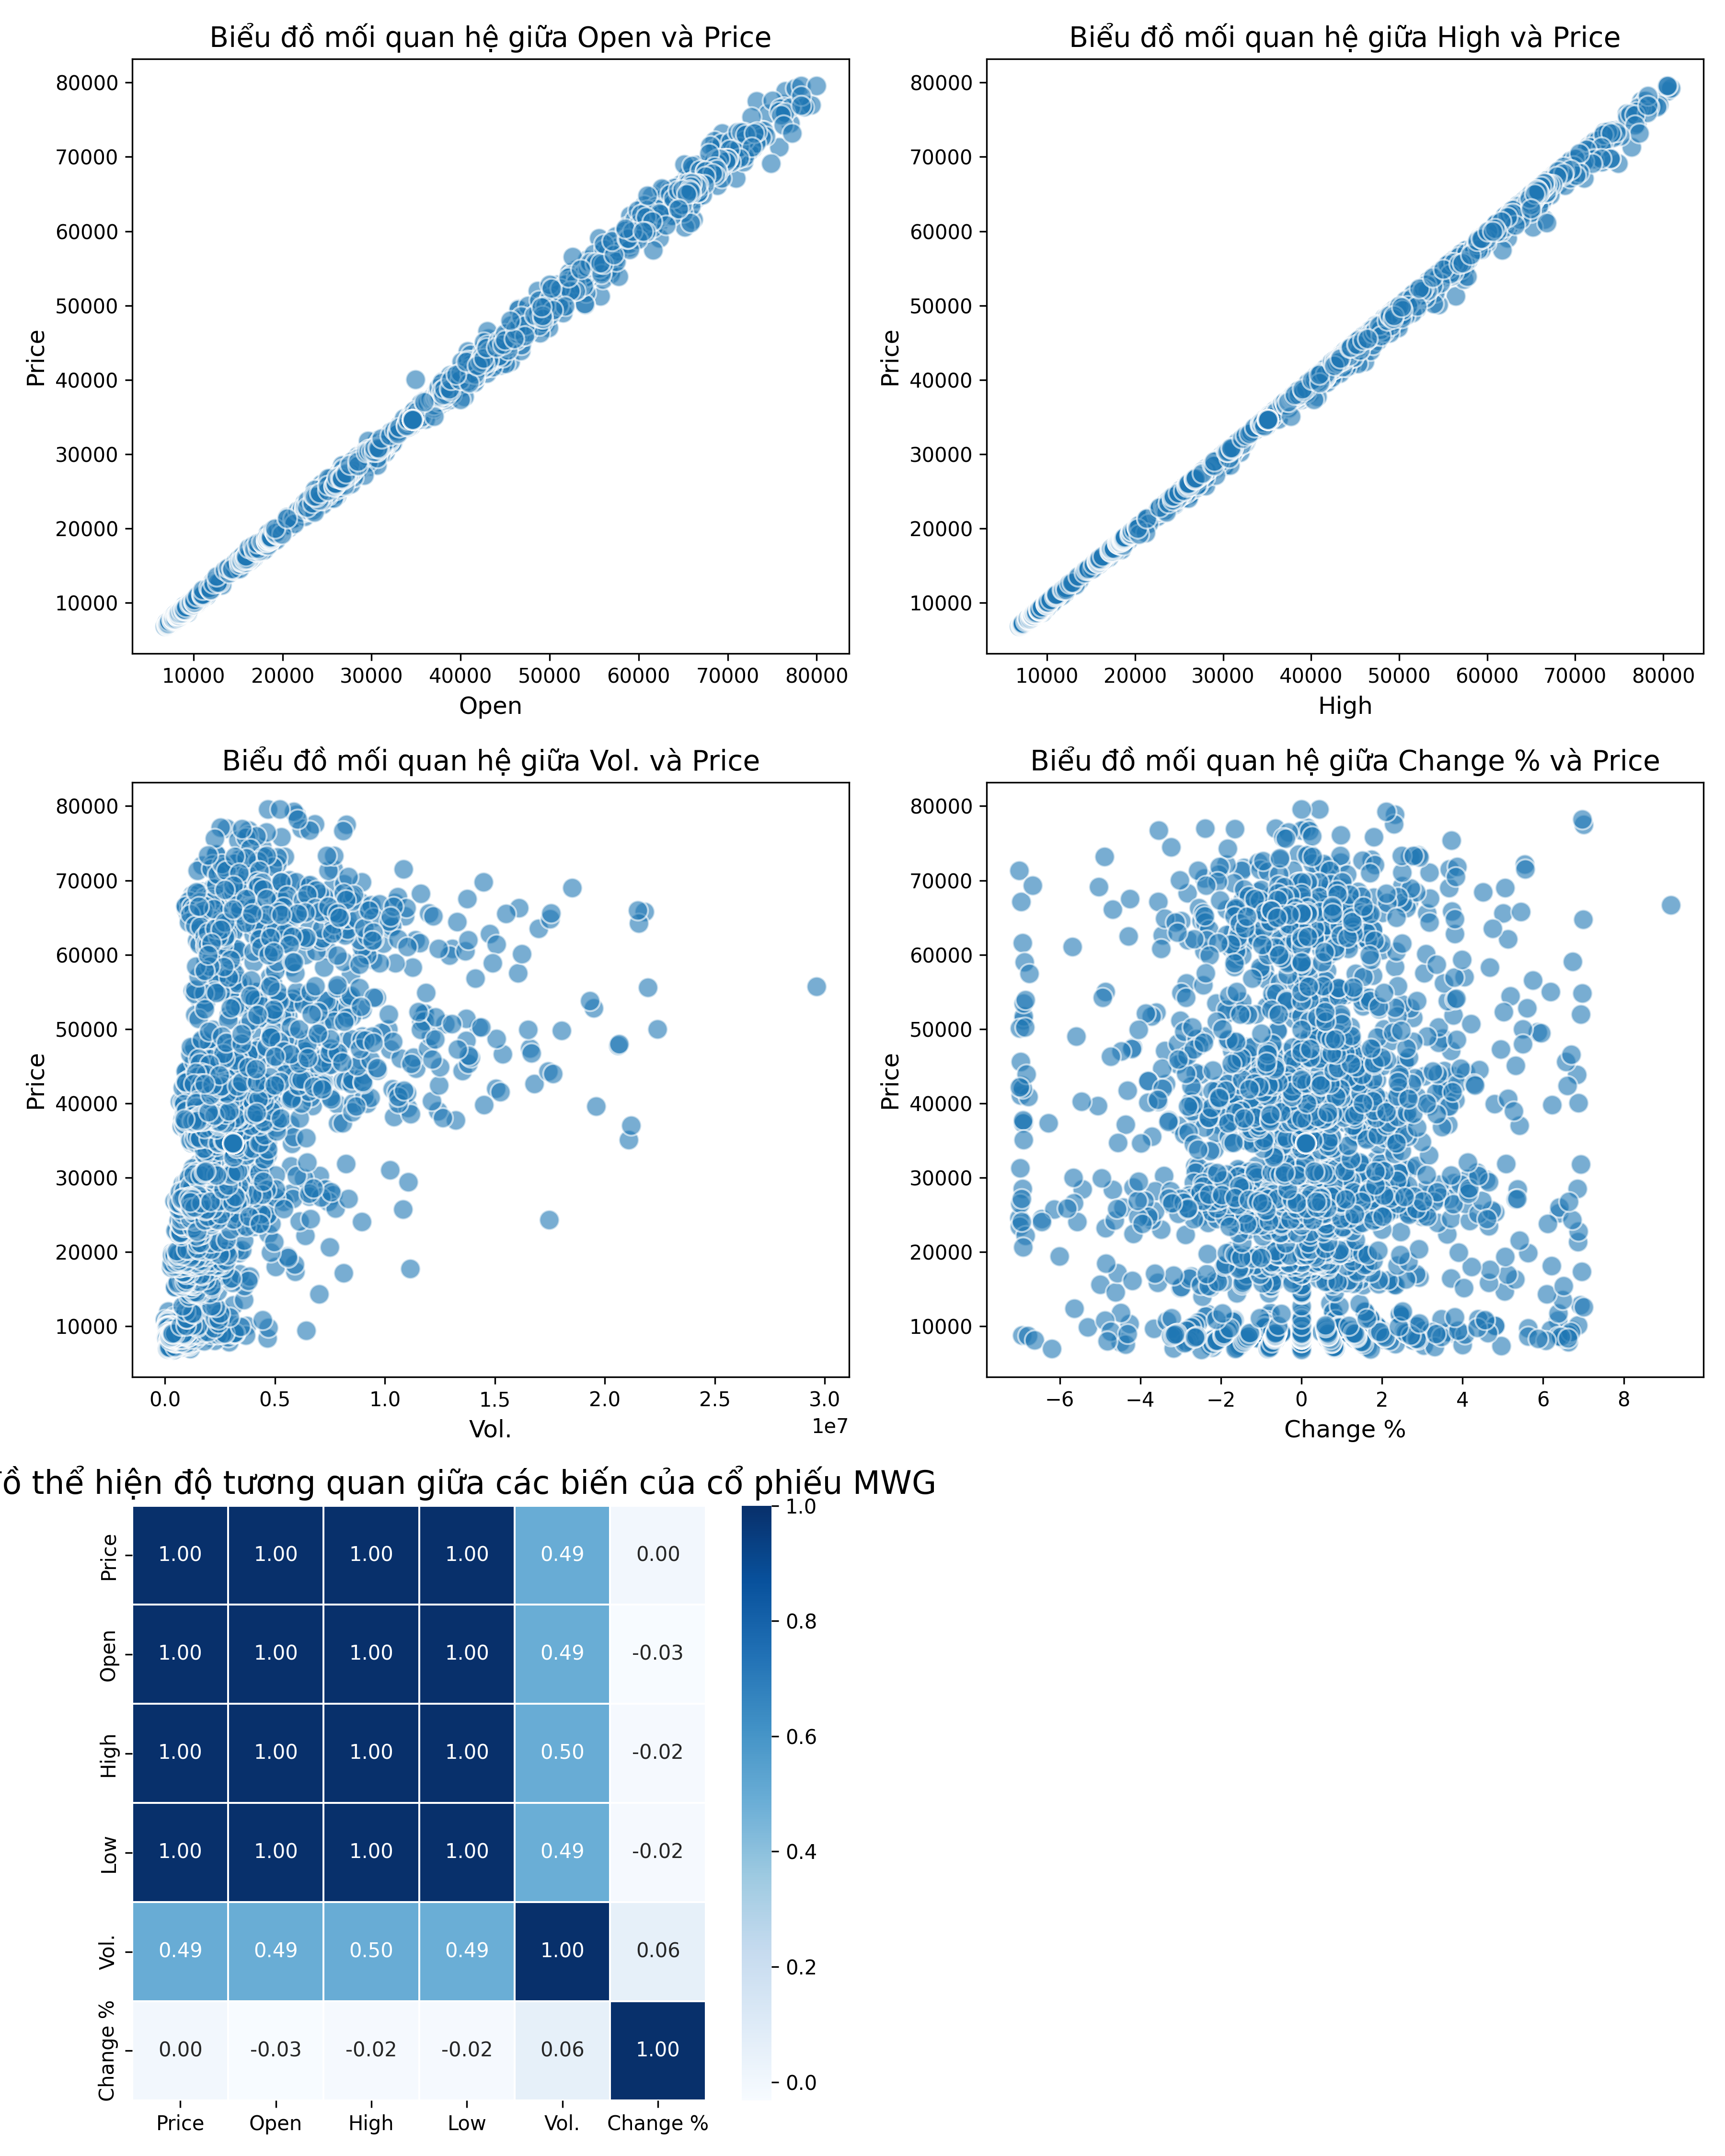 Biểu đồ mối quan hệ giữa Open và Price
80000
70000
60000
50000
40000
30000
20000
10000
Price
10000 20000 30000 40000 50000 60000 70000 80000
Open
Biểu đồ mối quan hệ giữa High và Price
80000
70000
60000
50000
40000
30000
20000
10000
Price
10000 20000 30000 40000 50000 60000 70000 80000
High
Biểu đồ mối quan hệ giữa Vol. và Price
80000
70000
60000
50000
40000
30000
20000
10000
Price
0.0 0.5 1.0 1.5 2.0 2.5 3.0
1e7
Vol.
Biểu đồ mối quan hệ giữa Change % và Price
80000
70000
60000
50000
40000
30000
20000
10000
Price
−6 −4 −2 0 2 4 6 8
Change %
thể hiện độ tương quan giữa các biến của cổ phiếu MWG
Price 1.00 1.00 1.00 1.00 0.49 0.00
Open 1.00 1.00 1.00 1.00 0.49 -0.03
High 1.00 1.00 1.00 1.00 0.50 -0.02
Low 1.00 1.00 1.00 1.00 0.49 -0.02
Vol. 0.49 0.49 0.50 0.49 1.00 0.06
Change % 0.00 -0.03 -0.02 -0.02 0.06 1.00
Price Open High Low Vol. Change %
1.0
0.8
0.6
0.4
0.2
0.0